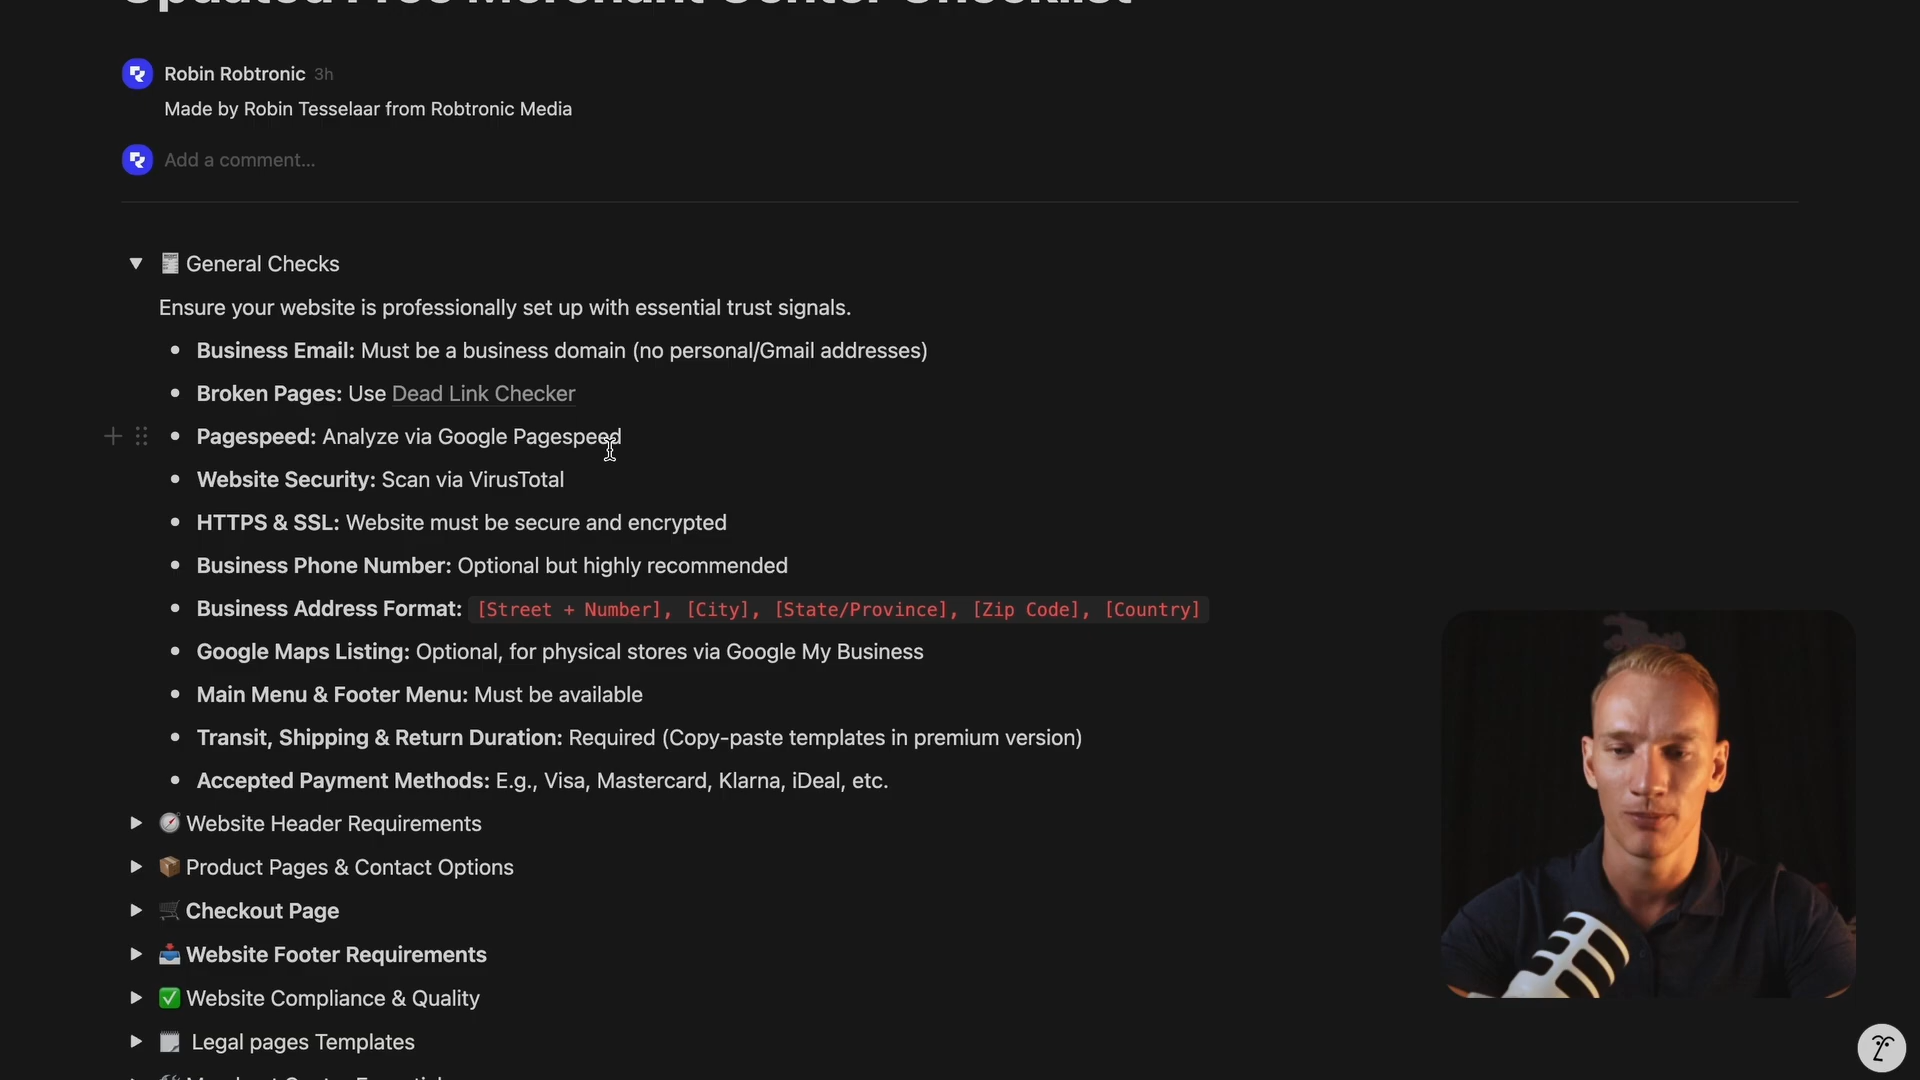 Updated Free Merchant Center Checklist
Robin Robtronic 3h
Made by Robin Tesselaar from Robtronic Media
Add a comment...
General Checks
Ensure your website is professionally set up with essential trust signals.
Business Email: Must be a business domain (no personal/Gmail addresses)
Broken Pages: Use Dead Link Checker
Pagespeed: Analyze via Google Pagespeed
Website Security: Scan via VirusTotal
HTTPS & SSL: Website must be secure and encrypted
Business Phone Number: Optional but highly recommended
Business Address Format: [Street + Number], [City], [State/Province], [Zip Code], [Country]
Google Maps Listing: Optional, for physical stores via Google My Business
Main Menu & Footer Menu: Must be available
Transit, Shipping & Return Duration: Required (Copy-paste templates in premium version)
Accepted Payment Methods: E.g., Visa, Mastercard, Klarna, iDeal, etc.
Website Header Requirements
Product Pages & Contact Options
Checkout Page
Website Footer Requirements
Website Compliance & Quality
Legal pages Templates